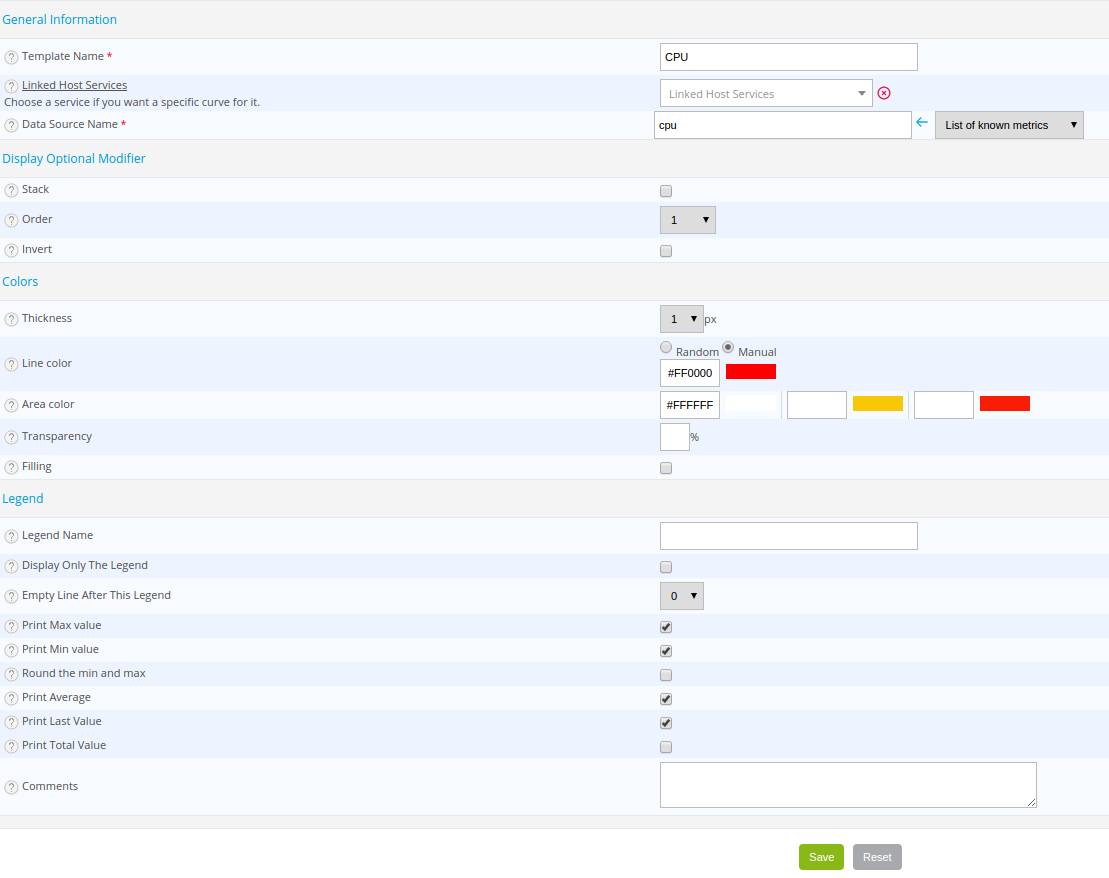 General Information
? Template Name * CPU
? Linked Host Services
Choose a service if you want a specific curve for it.
Linked Host Services
? Data Source Name * cpu ← List of known metrics
Display Optional Modifier
? Stack
? Order 1
? Invert
Colors
? Thickness 1 px
Random Manual
? Line color
#FF0000
? Area color #FFFFFF
? Transparency %
? Filling
Legend
? Legend Name
? Display Only The Legend
? Empty Line After This Legend 0
? Print Max value
? Print Min value
? Round the min and max
? Print Average
? Print Last Value
? Print Total Value
? Comments
Save Reset